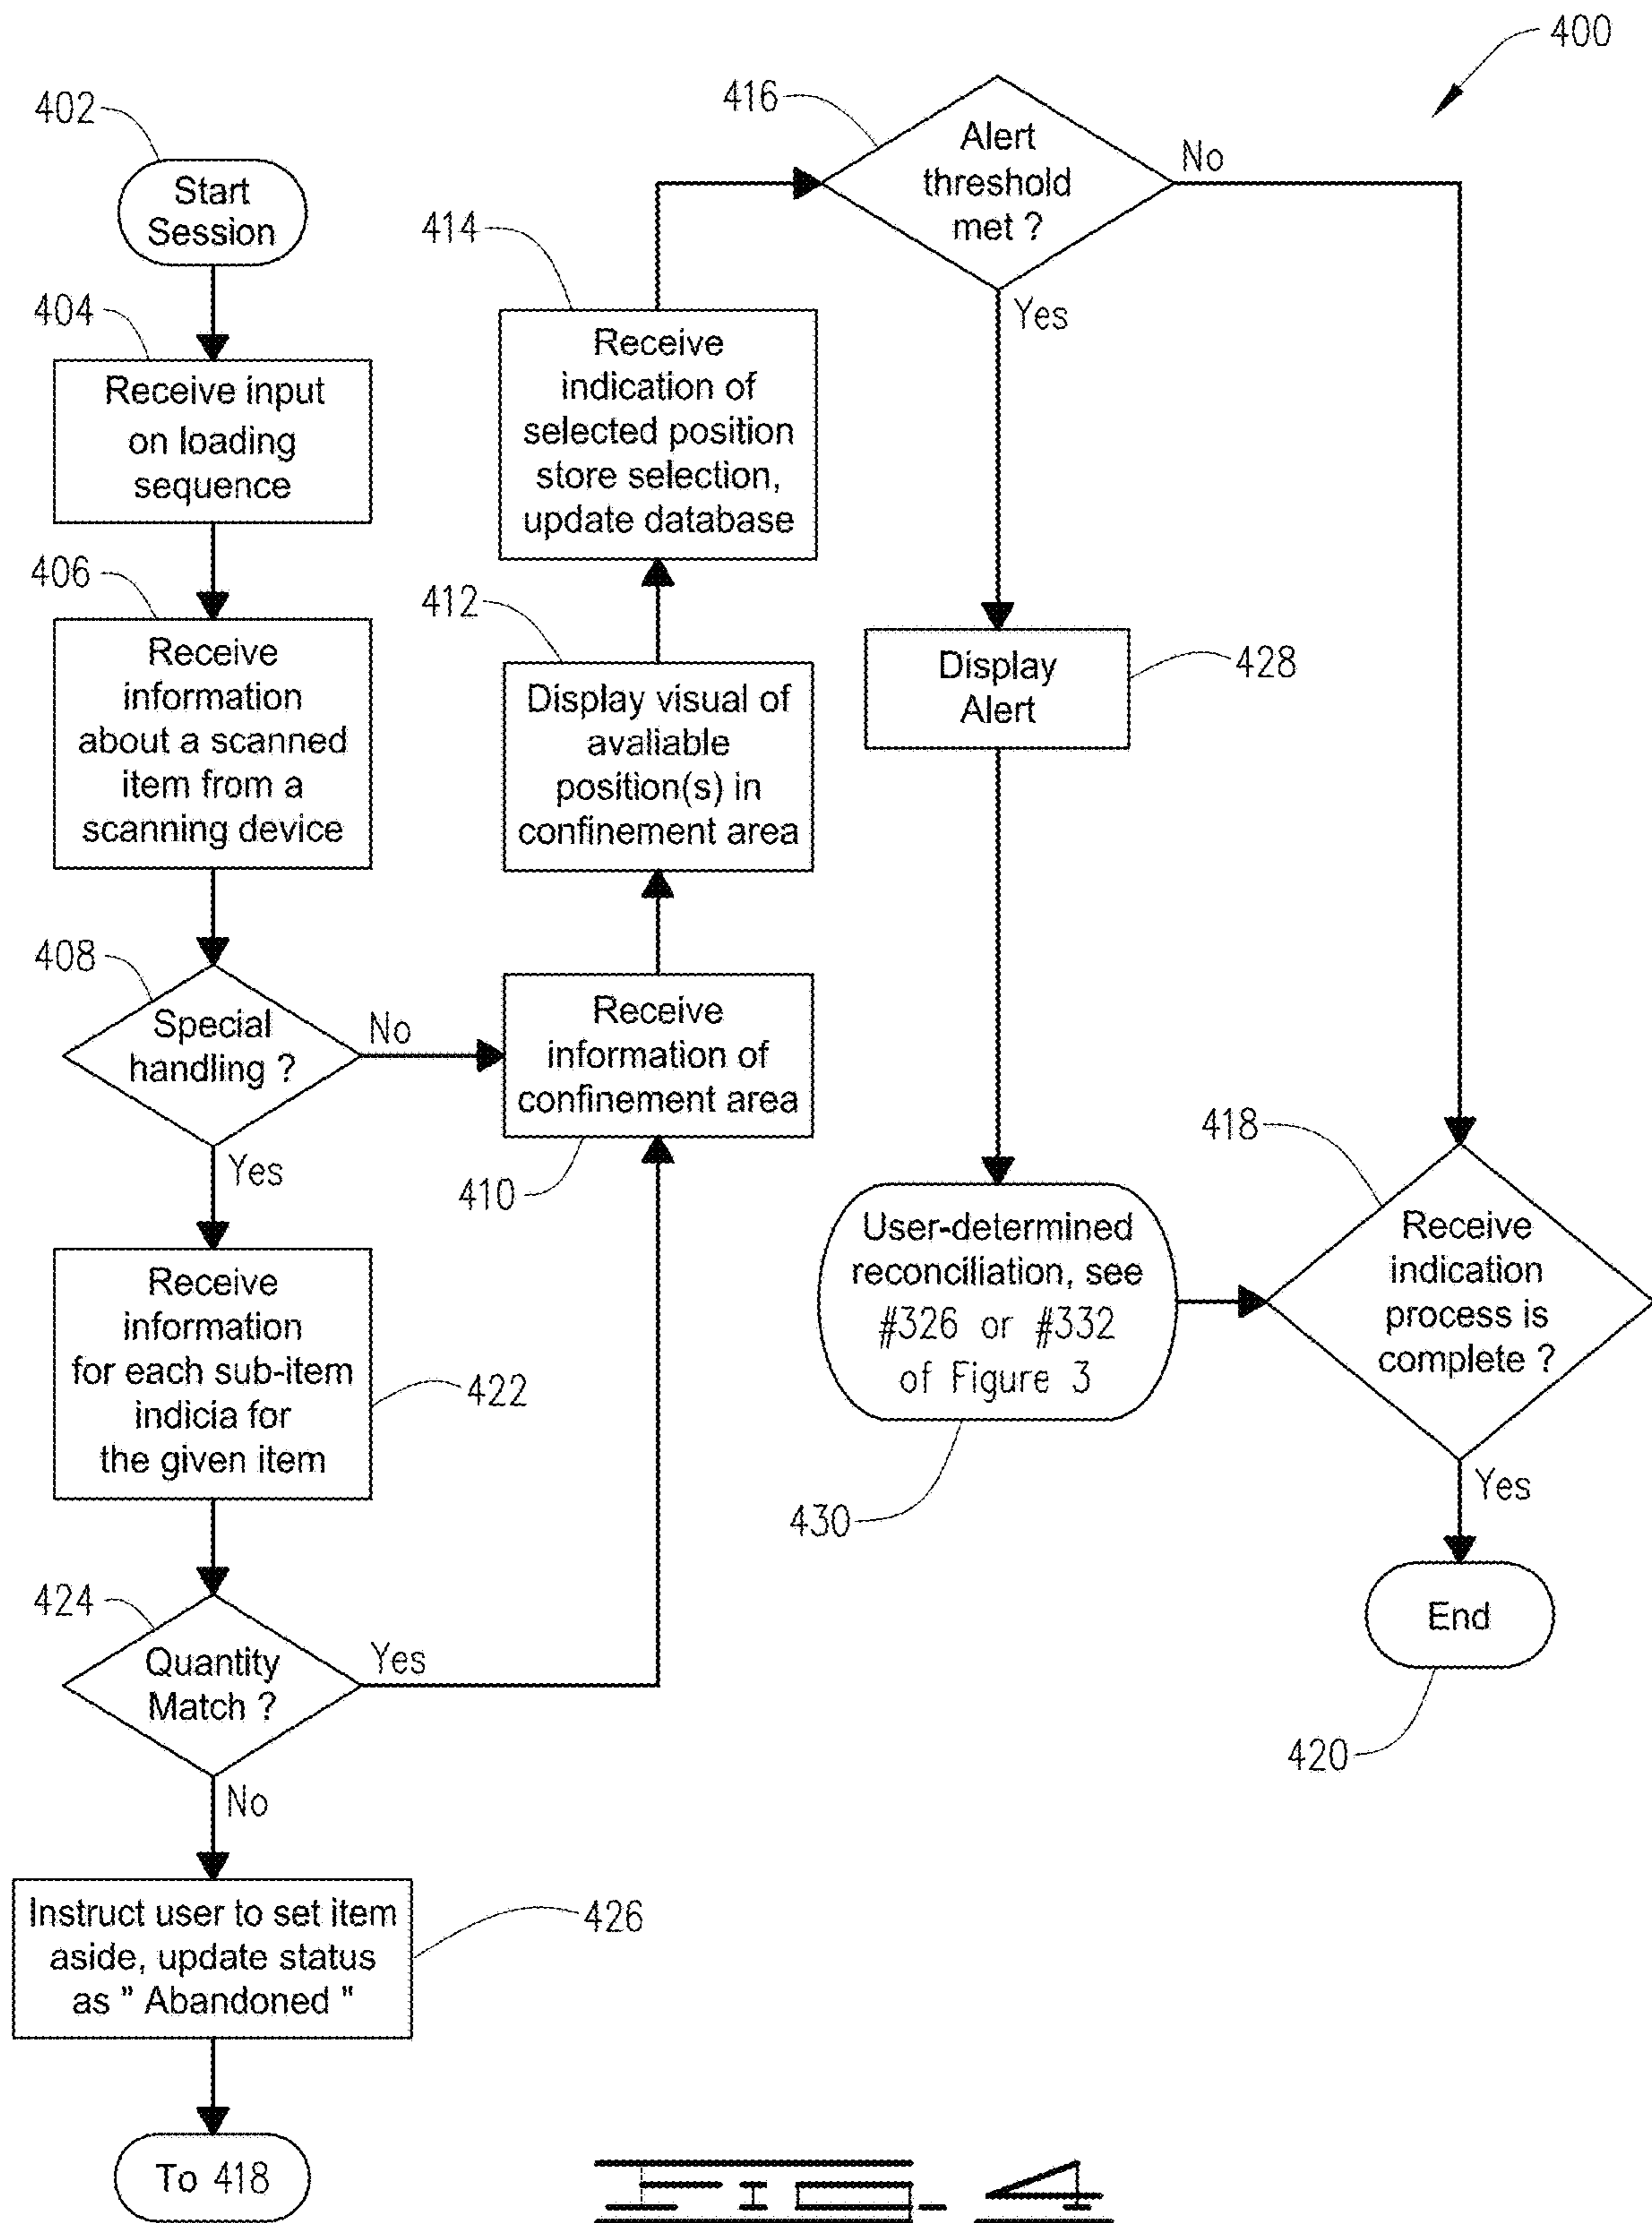 400
402
Start
Session
404
Receive input
on loading
sequence
406
Receive
information
about a scanned
item from a
scanning device
408
Special
handling ?
No
Yes
Receive
information
for each sub-item
indicia for
the given item
422
424
Quantity
Match ?
Yes
No
Instruct user to set item
aside, update status
as " Abandoned "
426
To 418
410
Receive
information of
confinement area
412
Display visual of
avaliable
position(s) in
confinement area
414
Receive
indication of
selected position
store selection,
update database
416
Alert
threshold
met ?
No
Yes
Display
Alert
428
User-determined
reconciliation, see
#326 or #332
of Figure 3
430
418
Receive
indication
process is
complete ?
Yes
End
420
FIG. 4